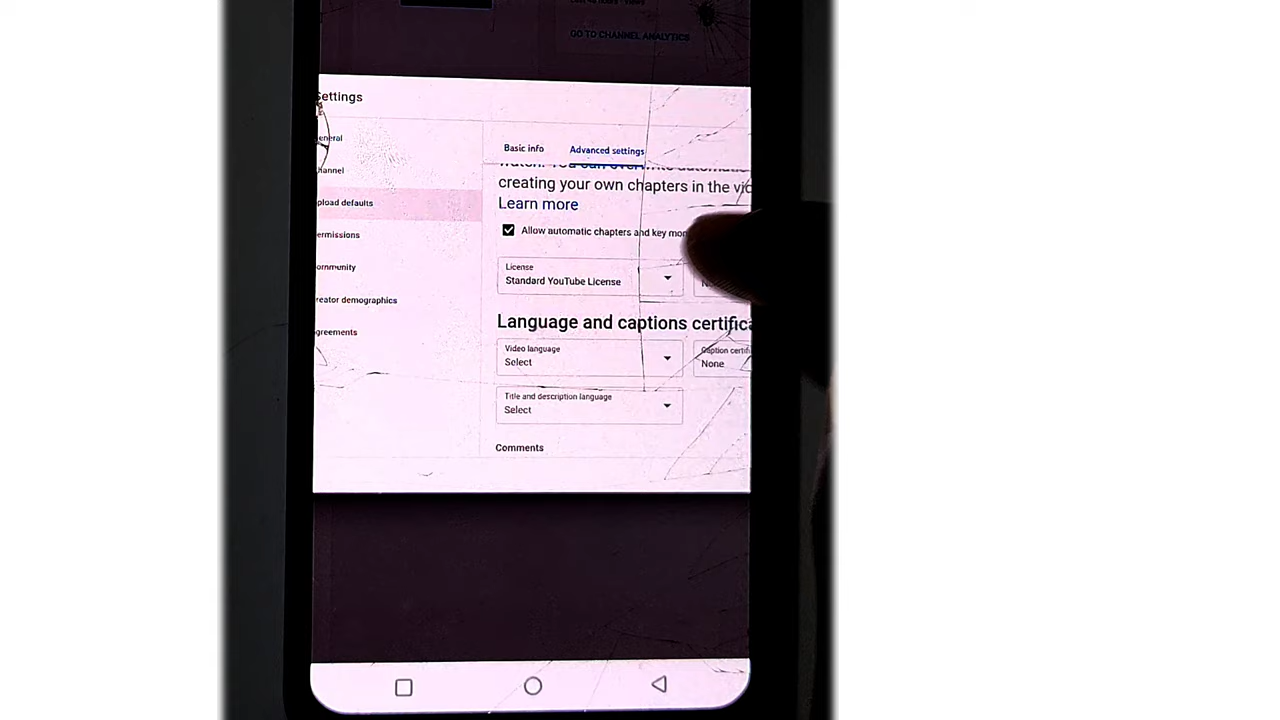 GO TO CHANNEL ANALYTICS
Settings
eneral
hannel
pload defaults
ermissions
ommunity
reator demographics
greements
Basic info
Advanced settings
creating your own chapters in the vid
Learn more
Allow automatic chapters and key mom
License
Standard YouTube License
Language and captions certifica
Video language
Select
Caption certifi
None
Title and description language
Select
Comments